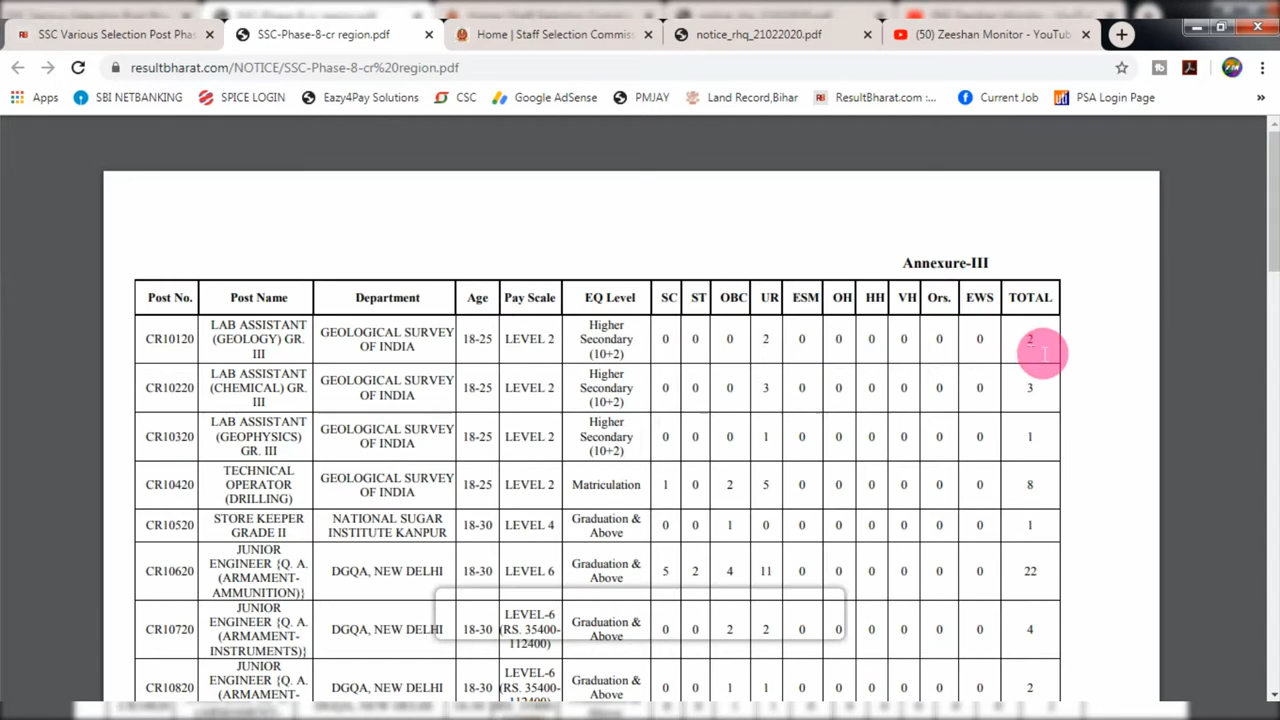 SSC Various Selection Post Pha
SSC-Phase-8-cr region.pdf
Home | Staff Selection Commiss
notice_rhq_21022020.pdf
(50) Zeeshan Monitor - YouTub
resultbharat.com/NOTICE/SSC-Phase-8-cr%20region.pdf
Apps SBI NETBANKING SPICE LOGIN Eazy4Pay Solutions CSC Google AdSense PMJAY Land Record,Bihar ResultBharat.com :... Current Job PSA Login Page »
Annexure-III
Post No. Post Name Department Age Pay Scale EQ Level SC ST OBC UR ESM OH HH VH Ors. EWS TOTAL
CR10120 LAB ASSISTANT
(GEOLOGY) GR.
III
GEOLOGICAL SURVEY
OF INDIA
18-25 LEVEL 2 Higher
Secondary
(10+2)
0 0 0 2 0 0 0 0 0 0 2
CR10220 LAB ASSISTANT
(CHEMICAL) GR.
III
GEOLOGICAL SURVEY
OF INDIA
18-25 LEVEL 2 Higher
Secondary
(10+2)
0 0 0 3 0 0 0 0 0 0 3
CR10320 LAB ASSISTANT
(GEOPHYSICS)
GR. III
GEOLOGICAL SURVEY
OF INDIA
18-25 LEVEL 2 Higher
Secondary
(10+2)
0 0 0 1 0 0 0 0 0 0 1
CR10420 TECHNICAL
OPERATOR
(DRILLING)
GEOLOGICAL SURVEY
OF INDIA
18-25 LEVEL 2 Matriculation 1 0 2 5 0 0 0 0 0 0 8
CR10520 STORE KEEPER
GRADE II
NATIONAL SUGAR
INSTITUTE KANPUR
18-30 LEVEL 4 Graduation &
Above
0 0 1 0 0 0 0 0 0 0 1
CR10620 JUNIOR
ENGINEER {Q. A.
(ARMAMENT-
AMMUNITION)}
DGQA, NEW DELHI 18-30 LEVEL 6 Graduation &
Above
5 2 4 11 0 0 0 0 0 0 22
CR10720 JUNIOR
ENGINEER {Q. A.
(ARMAMENT-
INSTRUMENTS)}
DGQA, NEW DELHI 18-30 LEVEL-6
(RS. 35400-
112400)
Graduation &
Above
0 0 2 2 0 0 0 0 0 0 4
CR10820 JUNIOR
ENGINEER {Q. A.
(ARMAMENT-
DGQA, NEW DELHI 18-30 LEVEL-6
(RS. 35400-
Graduation &
Above
0 0 1 1 0 0 0 0 0 0 2